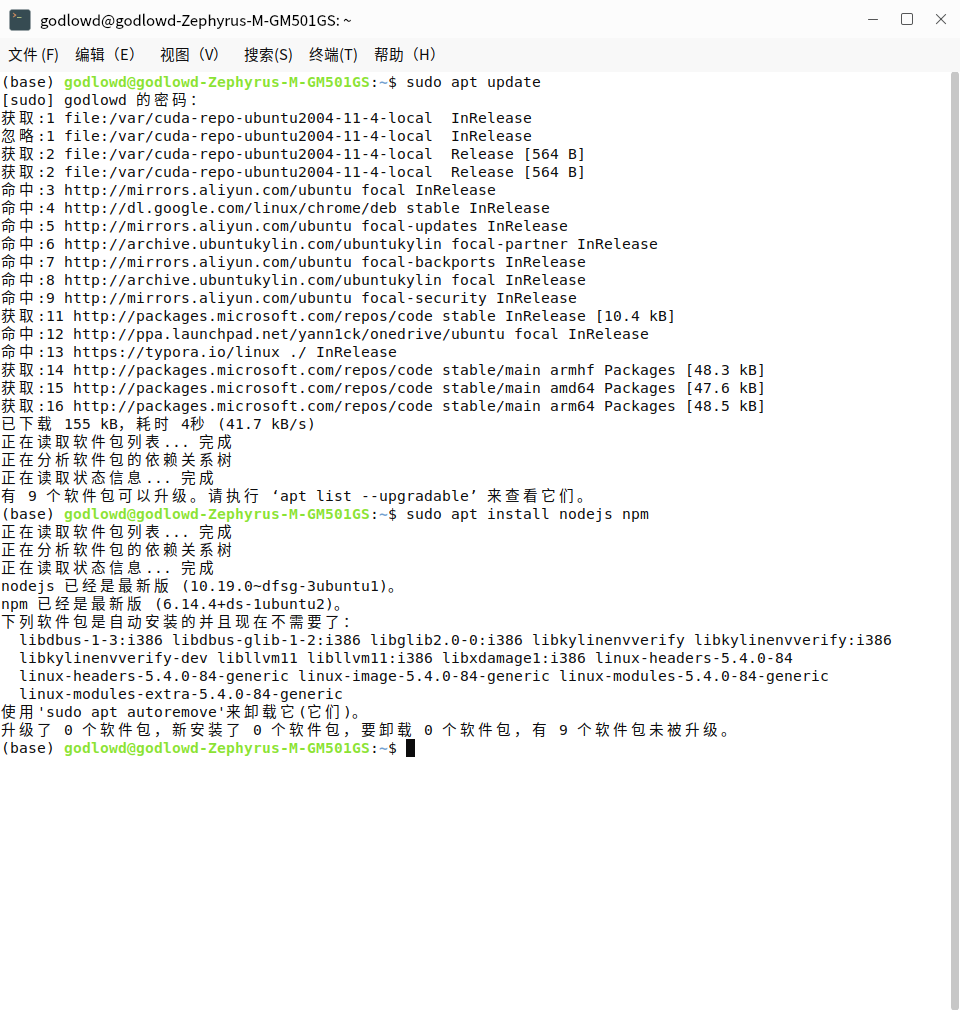 godlowd@godlowd-Zephyrus-M-GM501GS: ~
文件 (F) 编辑（E） 视图（V） 搜索(S) 终端(T) 帮助（H）
(base) godlowd@godlowd-Zephyrus-M-GM501GS:~$ sudo apt update
[sudo] godlowd 的密码：
获取:1 file:/var/cuda-repo-ubuntu2004-11-4-local  InRelease
忽略:1 file:/var/cuda-repo-ubuntu2004-11-4-local  InRelease
获取:2 file:/var/cuda-repo-ubuntu2004-11-4-local  Release [564 B]
获取:2 file:/var/cuda-repo-ubuntu2004-11-4-local  Release [564 B]
命中:3 http://mirrors.aliyun.com/ubuntu focal InRelease
命中:4 http://dl.google.com/linux/chrome/deb stable InRelease
命中:5 http://mirrors.aliyun.com/ubuntu focal-updates InRelease
命中:6 http://archive.ubuntukylin.com/ubuntukylin focal-partner InRelease
命中:7 http://mirrors.aliyun.com/ubuntu focal-backports InRelease
命中:8 http://archive.ubuntukylin.com/ubuntukylin focal InRelease
命中:9 http://mirrors.aliyun.com/ubuntu focal-security InRelease
获取:11 http://packages.microsoft.com/repos/code stable InRelease [10.4 kB]
命中:12 http://ppa.launchpad.net/yann1ck/onedrive/ubuntu focal InRelease
命中:13 https://typora.io/linux ./ InRelease
获取:14 http://packages.microsoft.com/repos/code stable/main armhf Packages [48.3 kB]
获取:15 http://packages.microsoft.com/repos/code stable/main amd64 Packages [47.6 kB]
获取:16 http://packages.microsoft.com/repos/code stable/main arm64 Packages [48.5 kB]
已下载 155 kB，耗时 4秒 (41.7 kB/s)
正在读取软件包列表... 完成
正在分析软件包的依赖关系树
正在读取状态信息... 完成
有 9 个软件包可以升级。请执行 ‘apt list --upgradable’ 来查看它们。
(base) godlowd@godlowd-Zephyrus-M-GM501GS:~$ sudo apt install nodejs npm
正在读取软件包列表... 完成
正在分析软件包的依赖关系树
正在读取状态信息... 完成
nodejs 已经是最新版 (10.19.0~dfsg-3ubuntu1)。
npm 已经是最新版 (6.14.4+ds-1ubuntu2)。
下列软件包是自动安装的并且现在不需要了：
  libdbus-1-3:i386 libdbus-glib-1-2:i386 libglib2.0-0:i386 libkylinenvverify libkylinenvverify:i386
  libkylinenvverify-dev libllvm11 libllvm11:i386 libxdamage1:i386 linux-headers-5.4.0-84
  linux-headers-5.4.0-84-generic linux-image-5.4.0-84-generic linux-modules-5.4.0-84-generic
  linux-modules-extra-5.4.0-84-generic
使用'sudo apt autoremove'来卸载它(它们)。
升级了 0 个软件包，新安装了 0 个软件包，要卸载 0 个软件包，有 9 个软件包未被升级。
(base) godlowd@godlowd-Zephyrus-M-GM501GS:~$